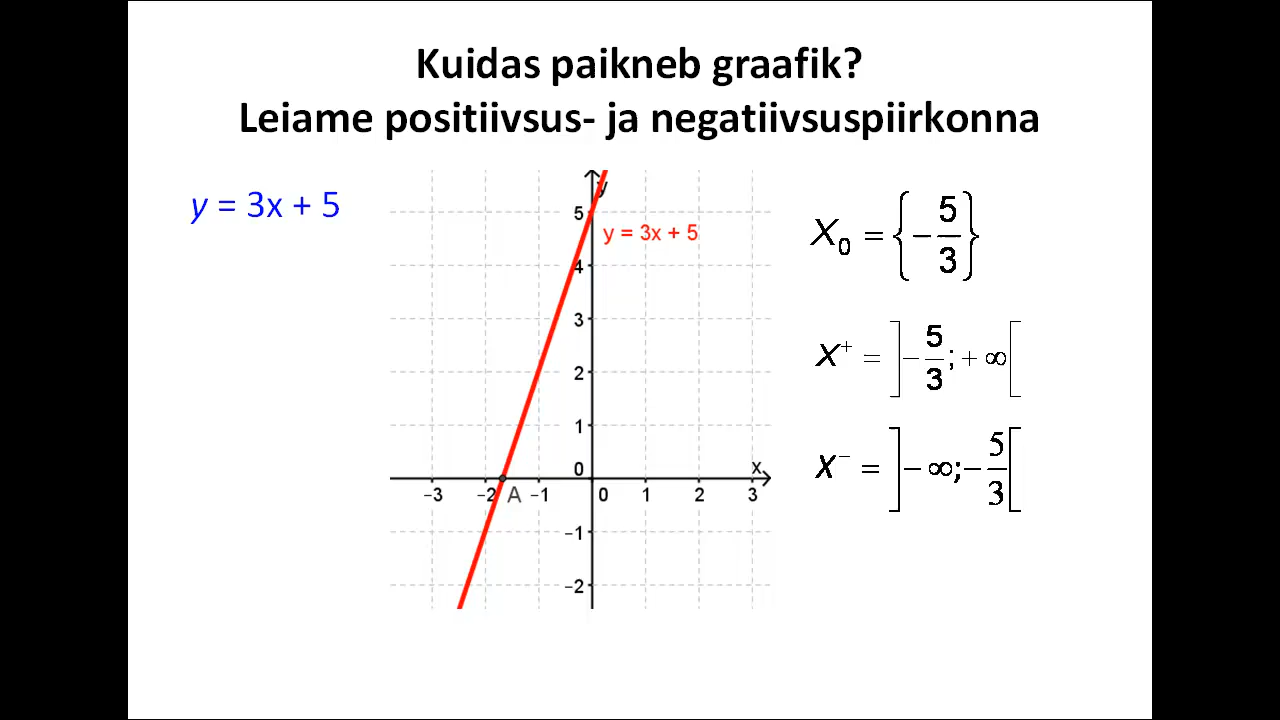 Kuidas paikneb graafik?
Leiame positiivsus- ja negatiivsuspiirkonna
y = 3x + 5
y
5
y = 3x + 5
4
3
2
1
0
x
−3 −2 A −1 0 1 2 3
−1
−2
X₀ = {−5/3}
X⁺ = ]−5/3; +∞[
X⁻ = ]−∞;−5/3[